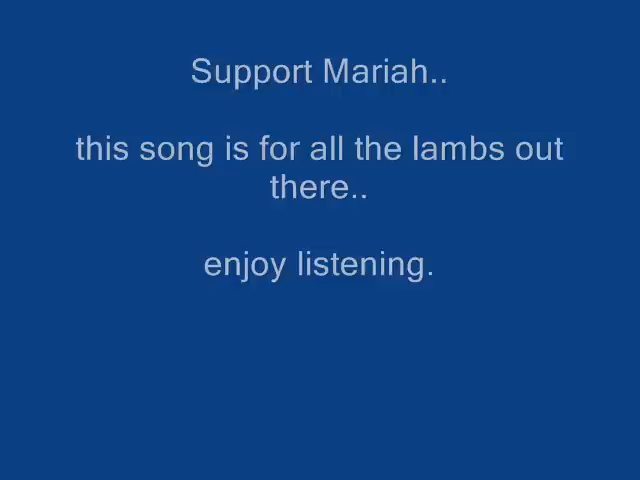 Support Mariah..
this song is for all the lambs out
there..
enjoy listening.